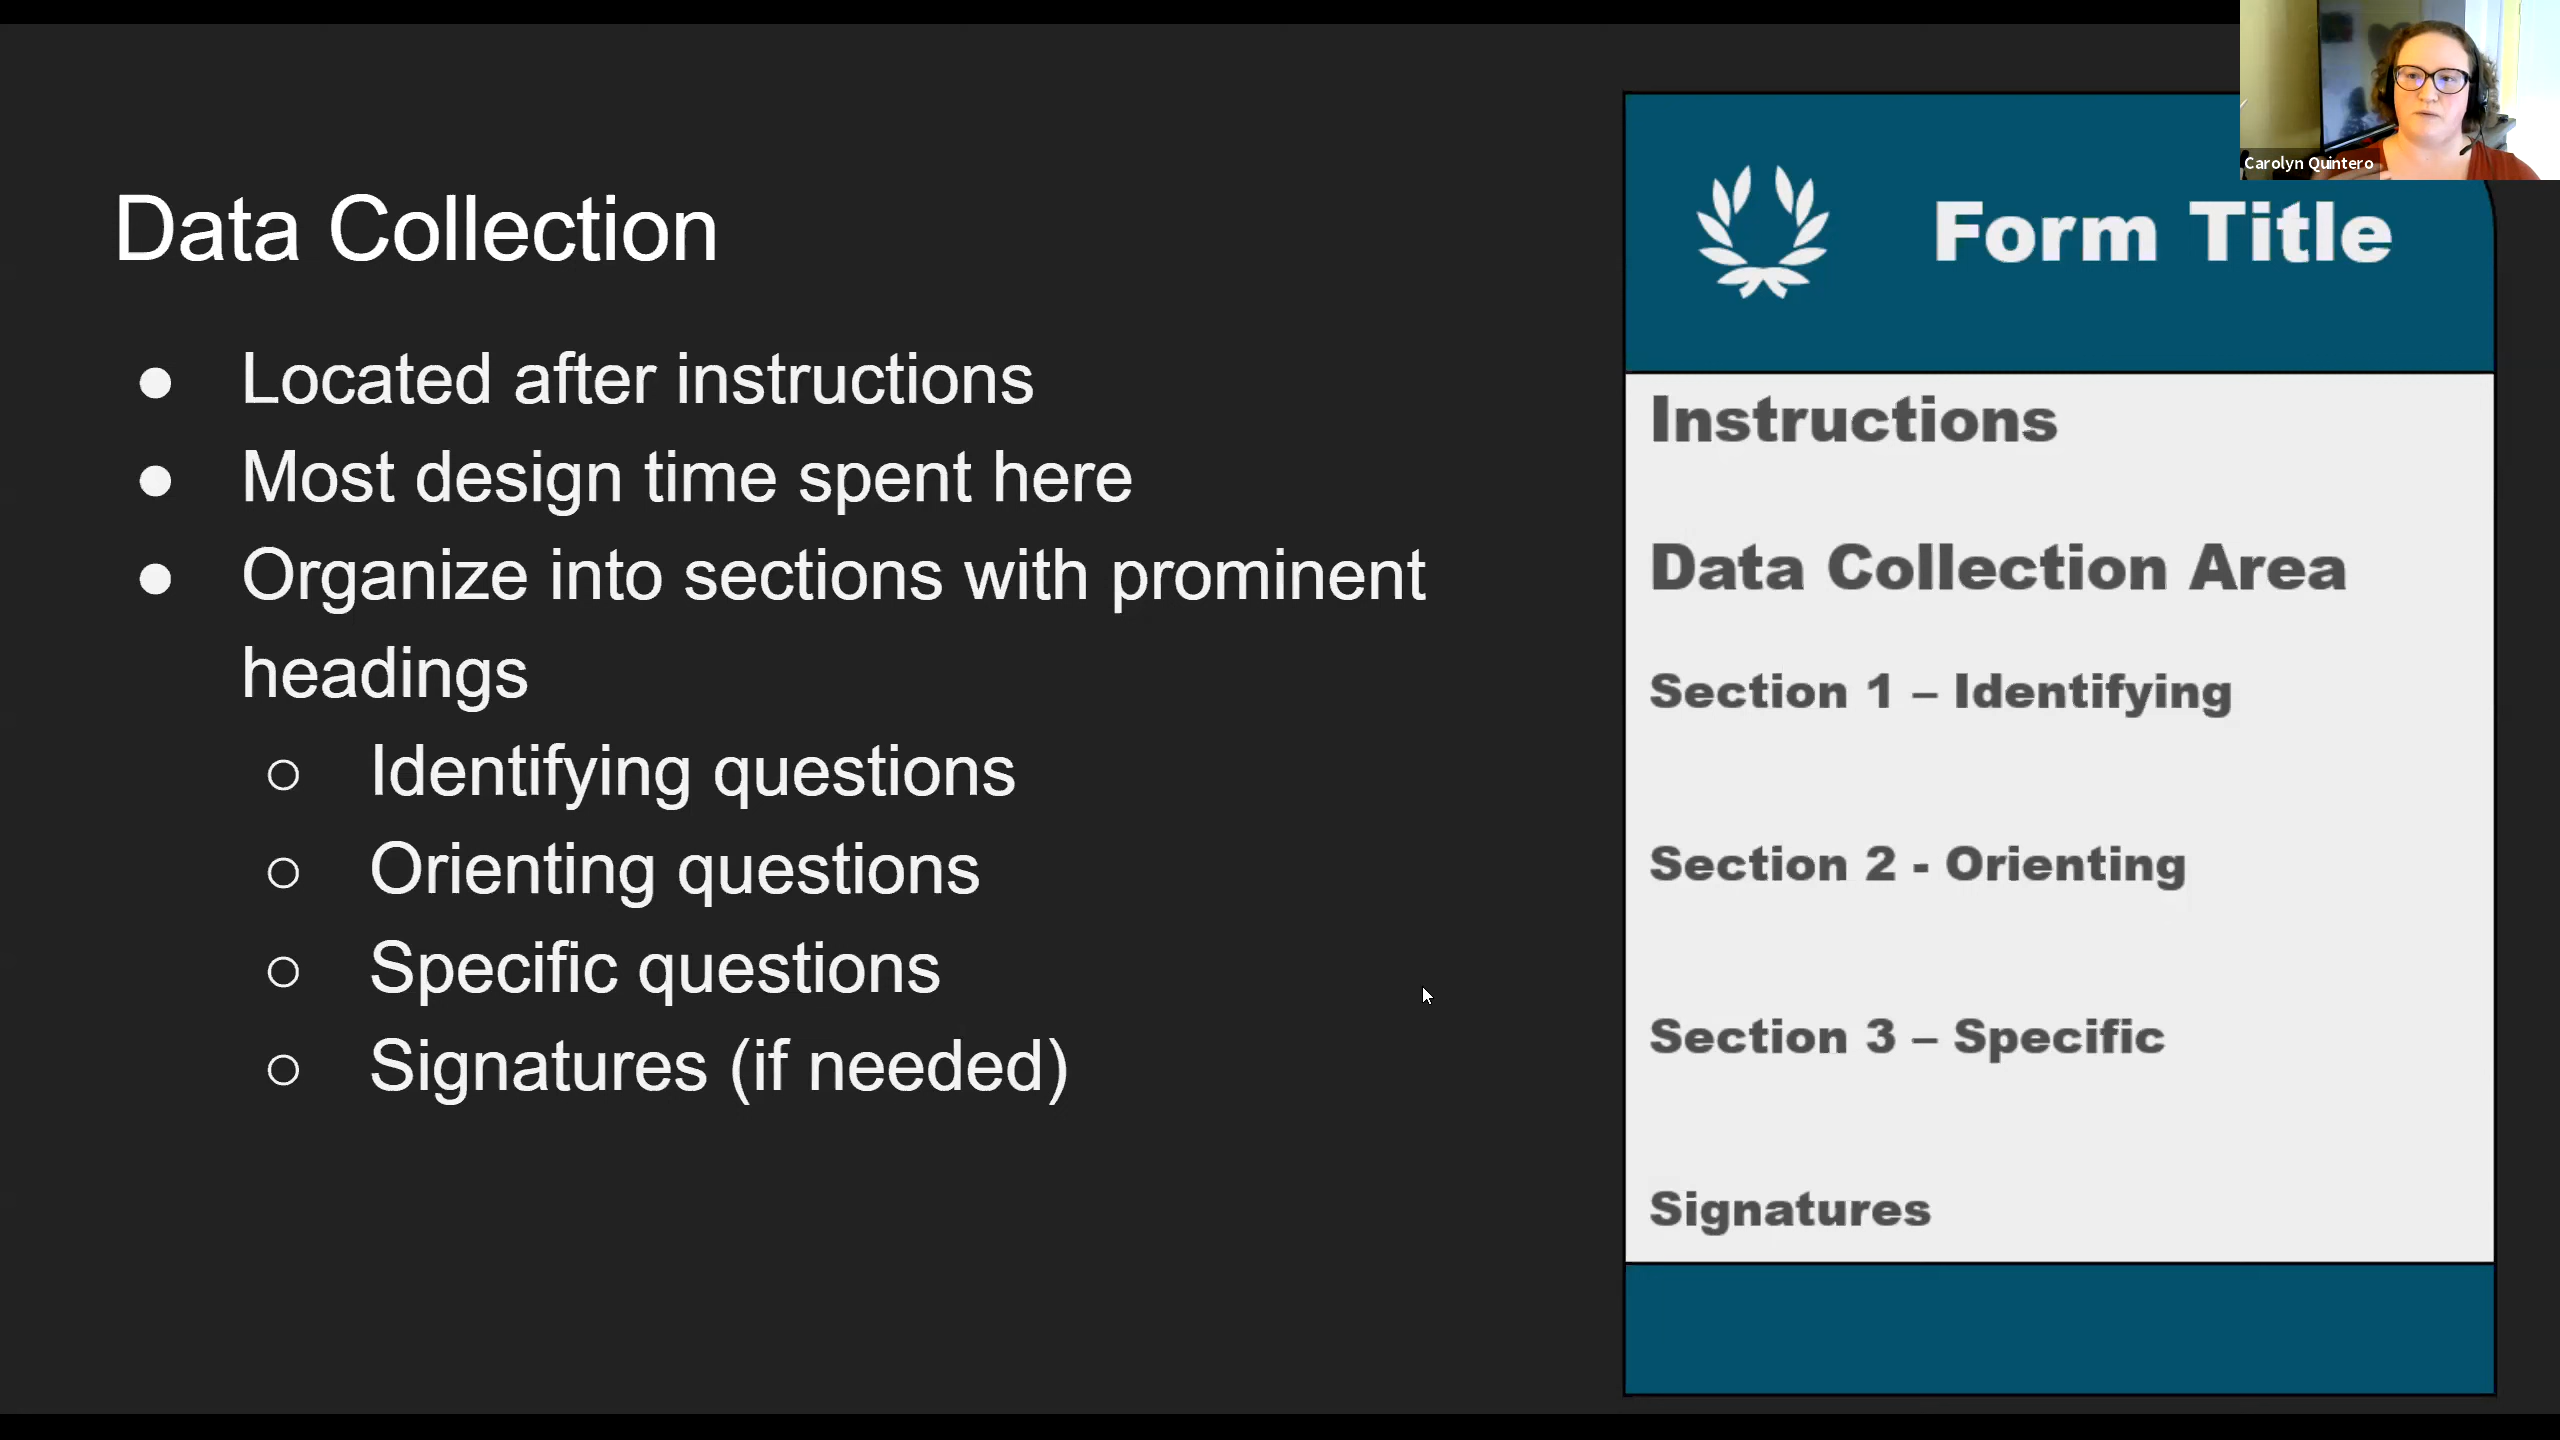 Data Collection
● Located after instructions
● Most design time spent here
● Organize into sections with prominent
headings
○ Identifying questions
○ Orienting questions
○ Specific questions
○ Signatures (if needed)
Form Title
Instructions
Data Collection Area
Section 1 – Identifying
Section 2 - Orienting
Section 3 – Specific
Signatures
Carolyn Quintero